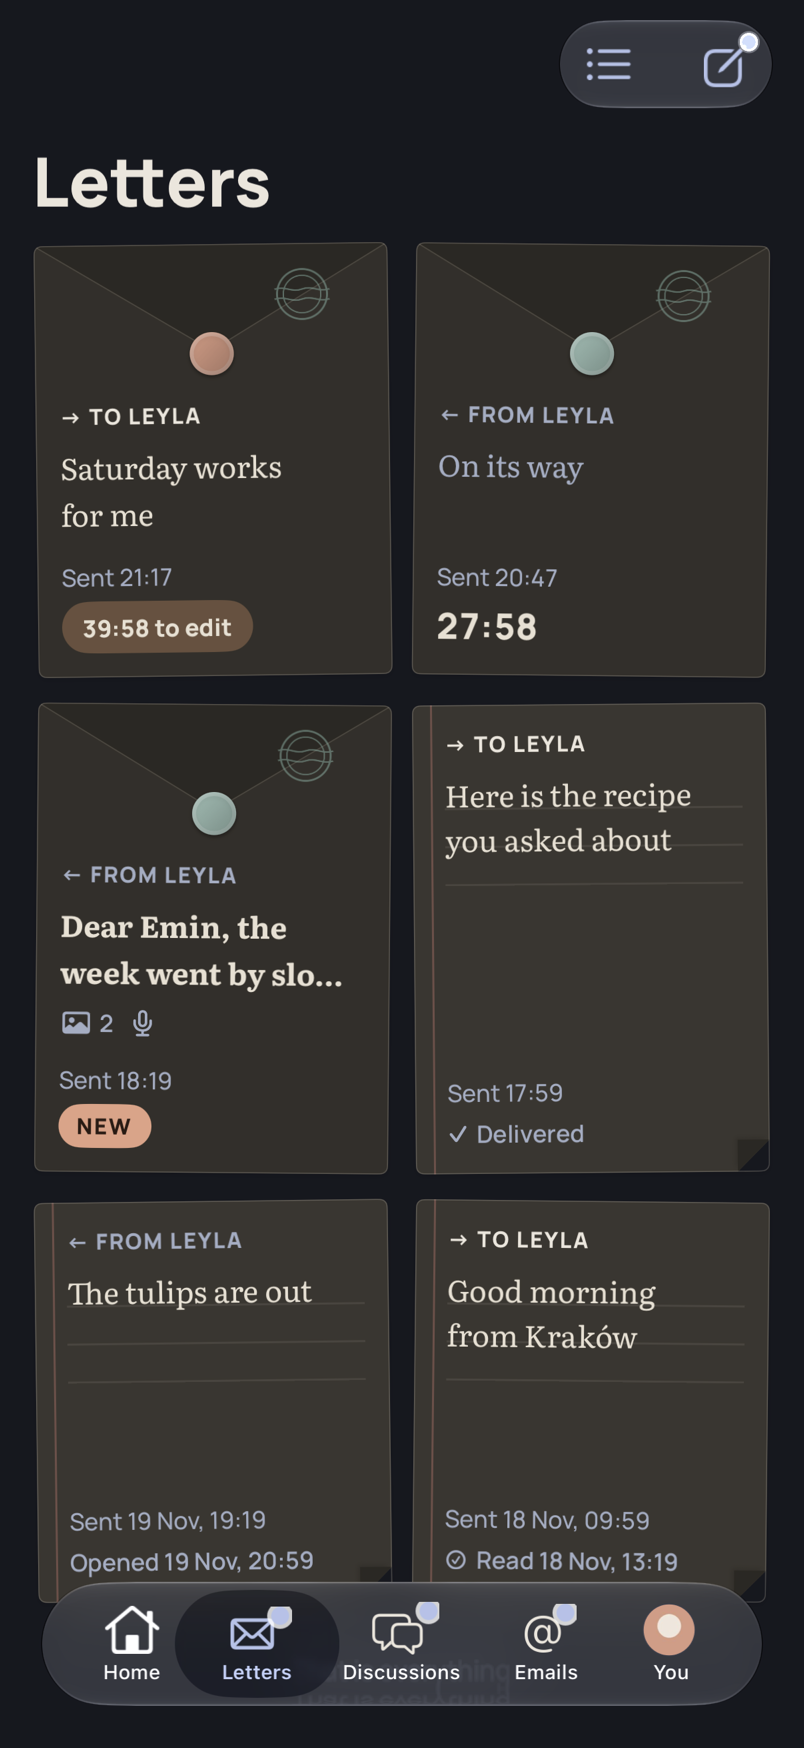 Letters
→ TO LEYLA
Saturday works
for me
Sent 21:17
39:58 to edit
← FROM LEYLA
On its way
Sent 20:47
27:58
← FROM LEYLA
Dear Emin, the
week went by slo...
2
Sent 18:19
NEW
→ TO LEYLA
Here is the recipe
you asked about
Sent 17:59
✓ Delivered
← FROM LEYLA
The tulips are out
Sent 19 Nov, 19:19
Opened 19 Nov, 20:59
→ TO LEYLA
Good morning
from Kraków
Sent 18 Nov, 09:59
Read 18 Nov, 13:19
Home
Letters
Discussions
Emails
You